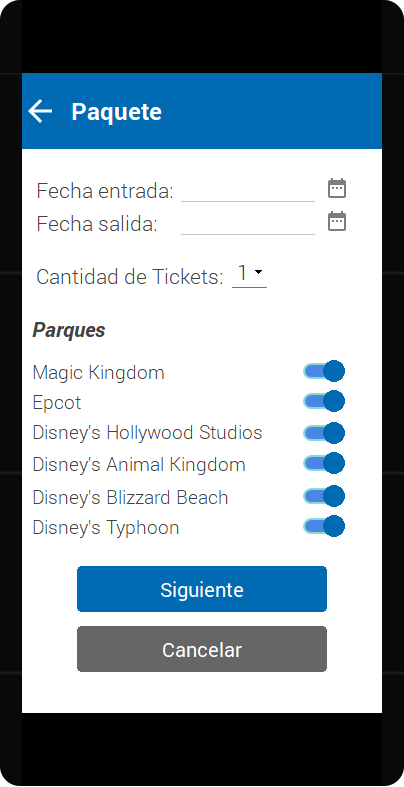 Paquete
Fecha entrada:
Fecha salida:
Cantidad de Tickets: 1
Parques
Magic Kingdom
Epcot
Disney's Hollywood Studios
Disney's Animal Kingdom
Disney's Blizzard Beach
Disney's Typhoon
Siguiente
Cancelar